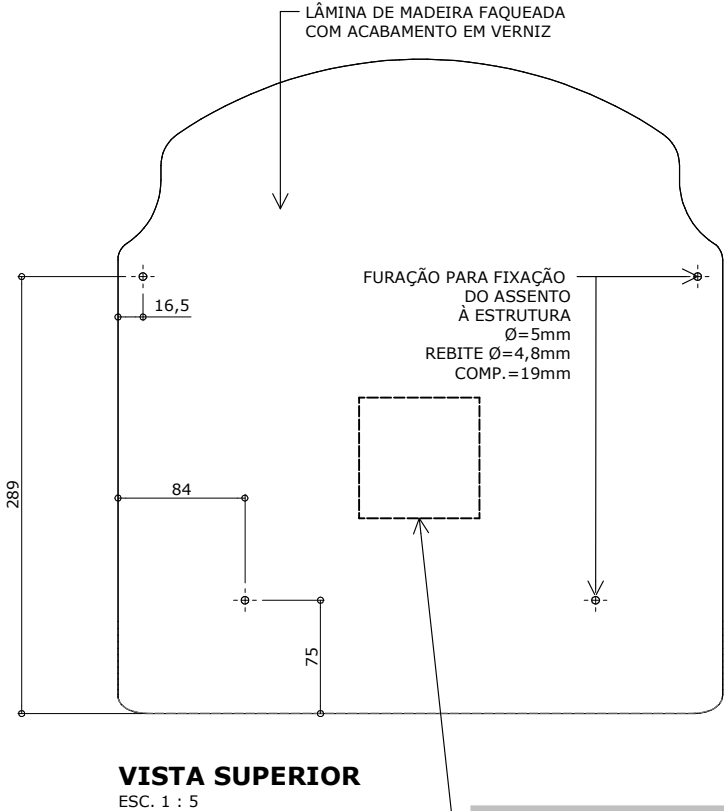 LÂMINA DE MADEIRA FAQUEADA
COM ACABAMENTO EM VERNIZ
FURAÇÃO PARA FIXAÇÃO
DO ASSENTO
À ESTRUTURA
Ø=5mm
REBITE Ø=4,8mm
COMP.=19mm
16,5
289
84
75
VISTA SUPERIOR
ESC. 1 : 5